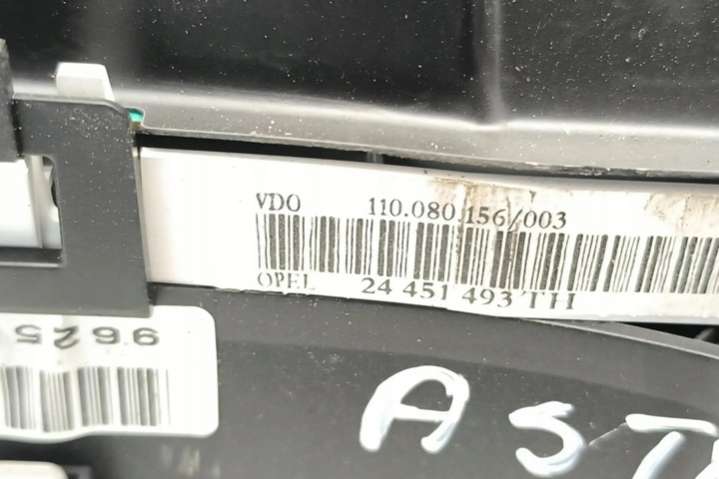 VDO 110.080.156/003
OPEL 24 451 493 TH
9625
AST